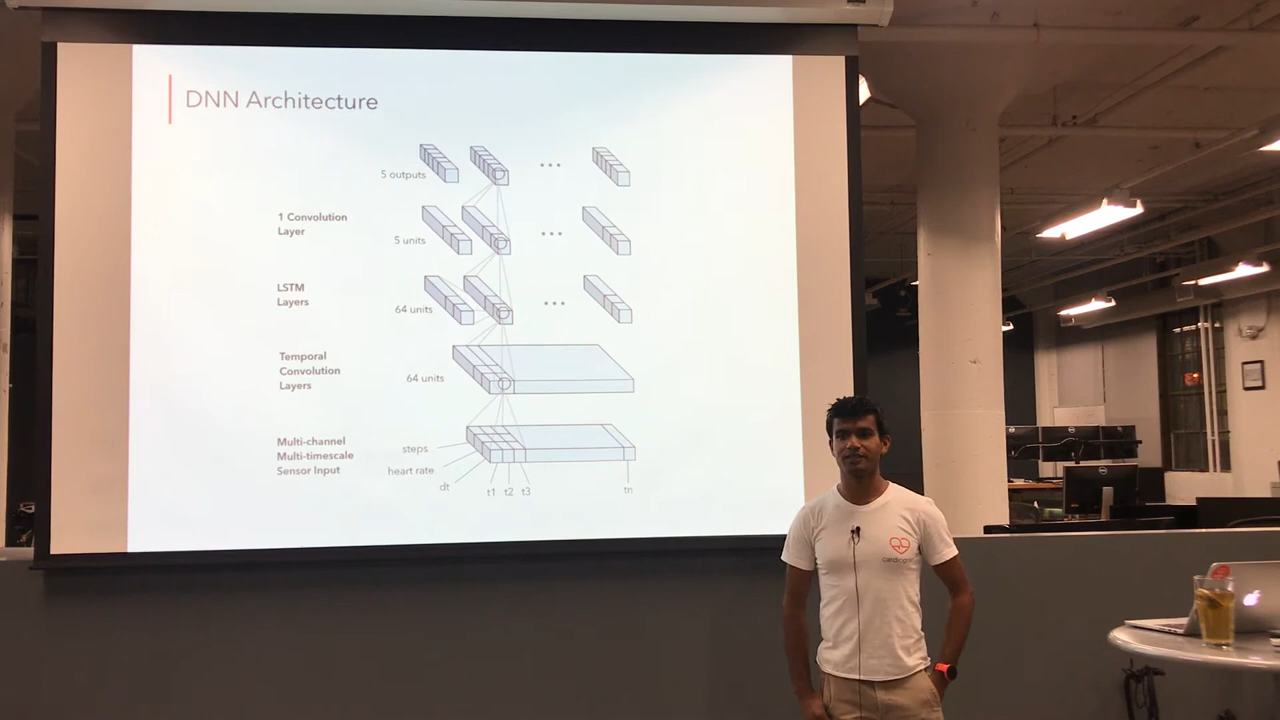 DNN Architecture
5 outputs
1 Convolution
Layer
5 units
LSTM
Layers
64 units
Temporal
Convolution
Layers
64 units
Multi-channel
Multi-timescale
Sensor Input
steps
heart rate
dt
t1 t2 t3
tn